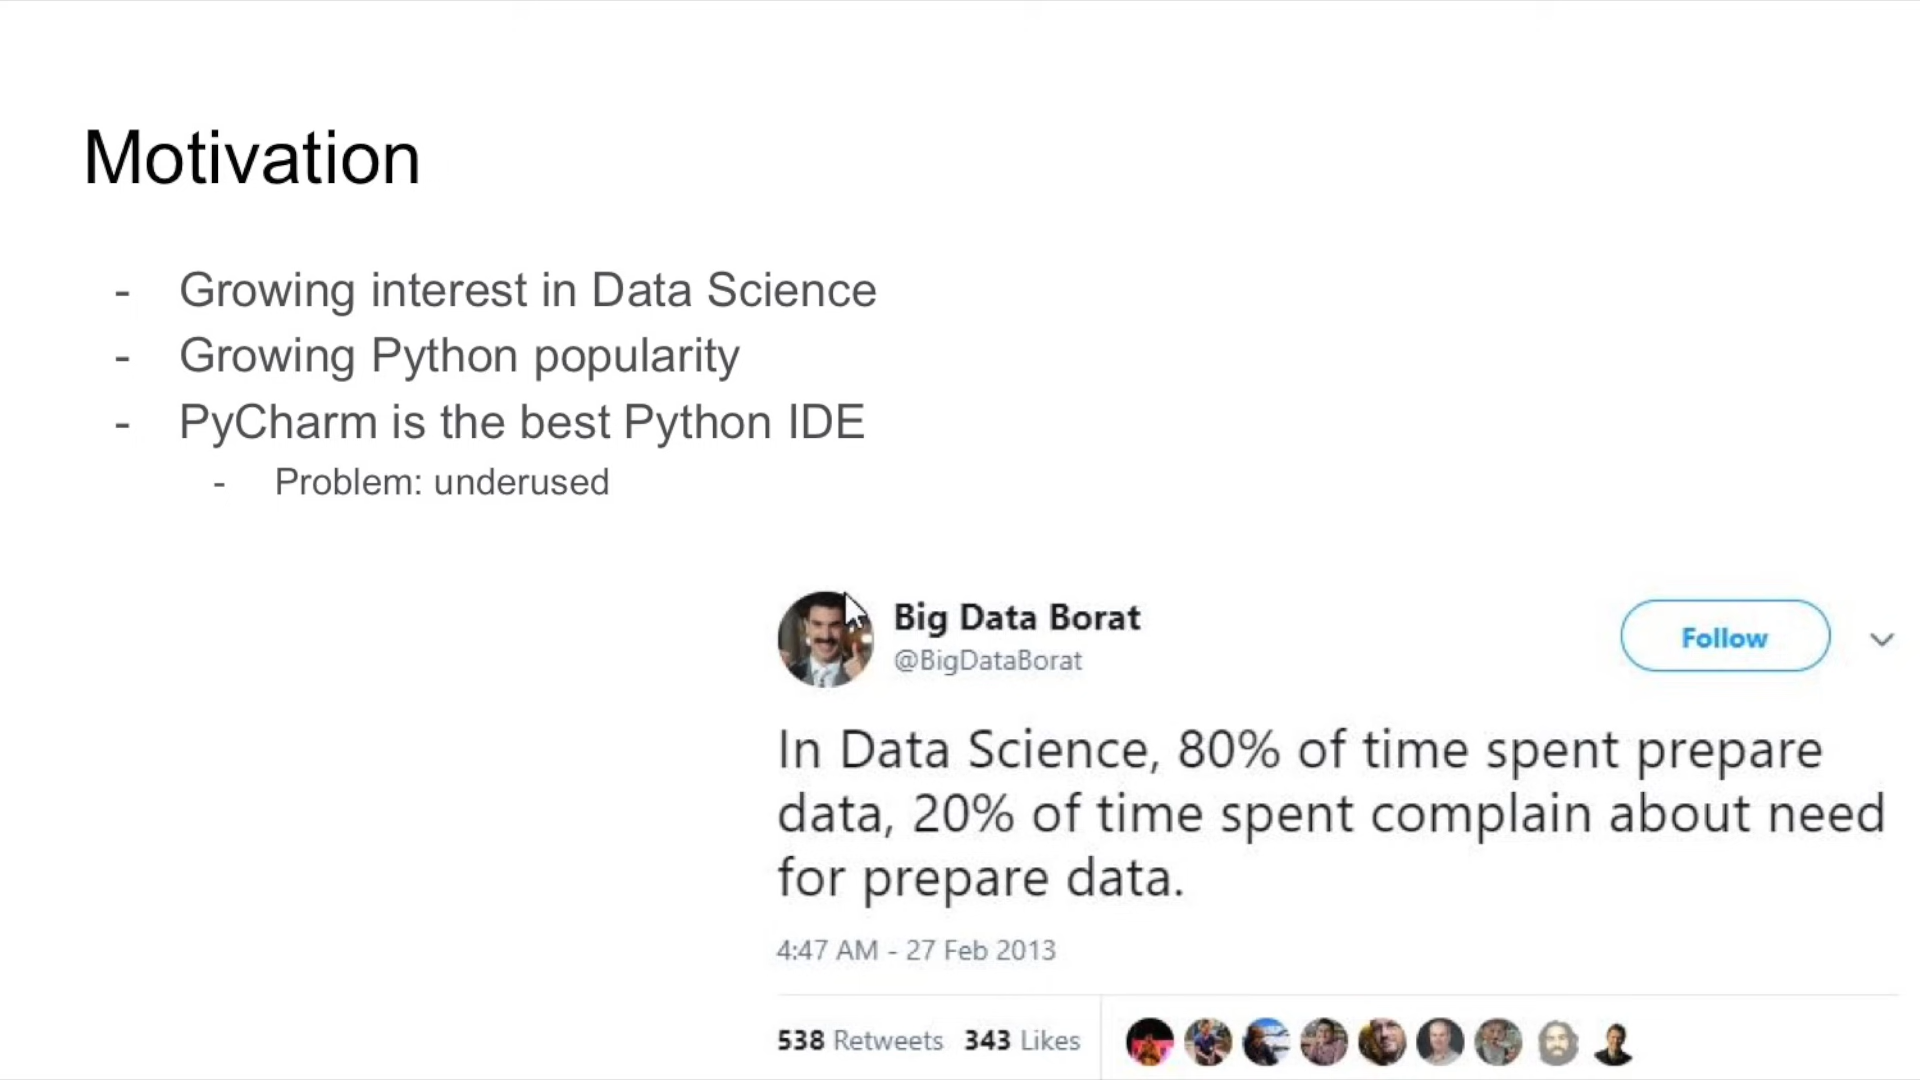 Motivation
- Growing interest in Data Science
- Growing Python popularity
- PyCharm is the best Python IDE
- Problem: underused
Big Data Borat
@BigDataBorat
Follow
In Data Science, 80% of time spent prepare
data, 20% of time spent complain about need
for prepare data.
4:47 AM - 27 Feb 2013
538 Retweets 343 Likes